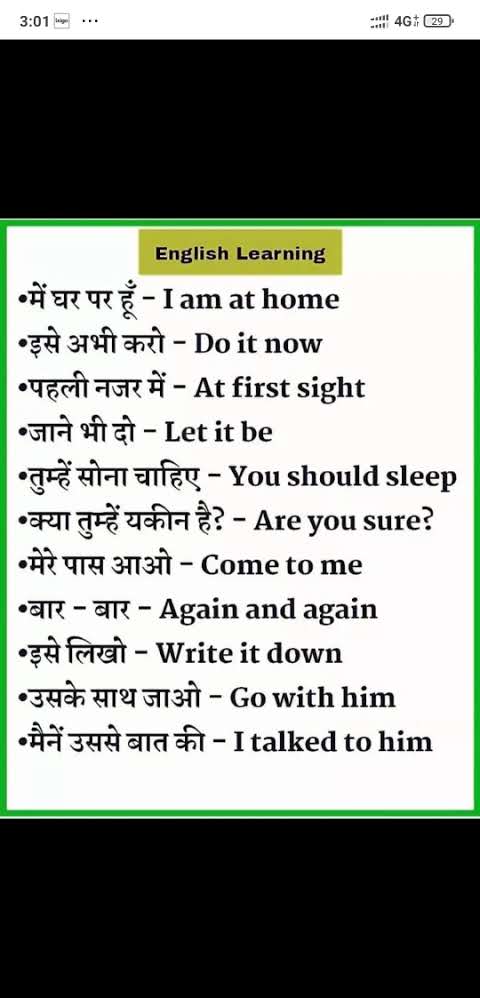 3:01
4G
29
English Learning
•में घर पर हूँ – I am at home
•इसे अभी करो – Do it now
•पहली नजर में – At first sight
•जाने भी दो – Let it be
•तुम्हें सोना चाहिए – You should sleep
•क्या तुम्हें यकीन है? – Are you sure?
•मेरे पास आओ – Come to me
•बार – बार – Again and again
•इसे लिखो – Write it down
•उसके साथ जाओ – Go with him
•मैनें उससे बात की – I talked to him